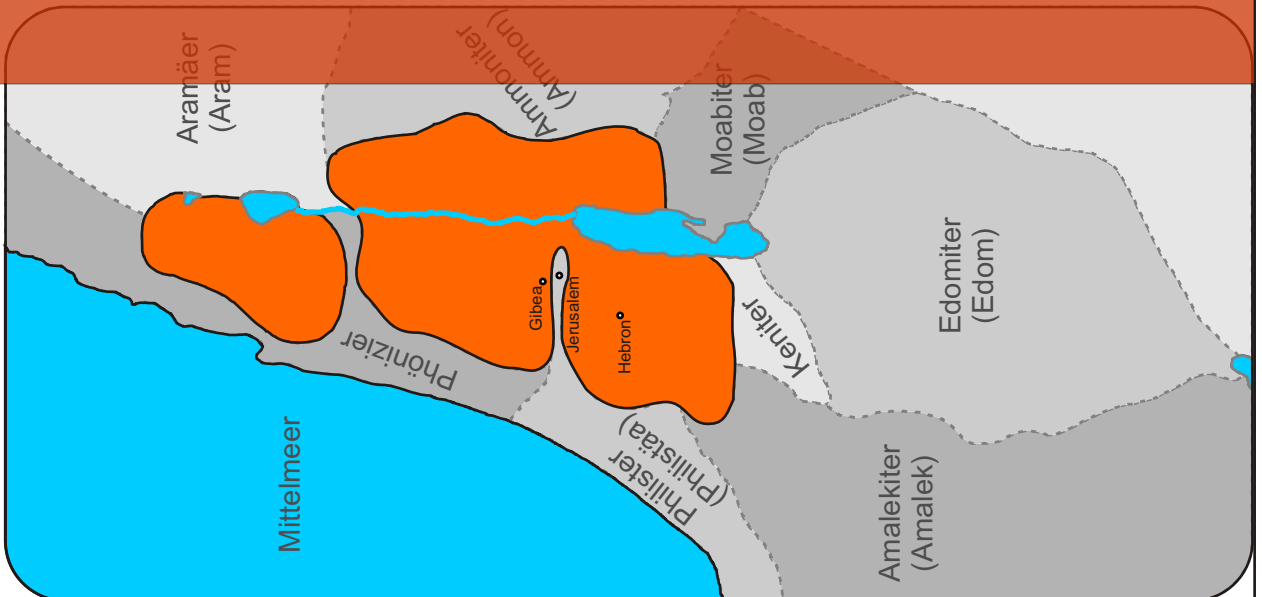 Aramäer
(Aram)
Ammoniter
(Ammon)
Moabiter
(Moab)
Phönizier
Gibea
Jerusalem
Hebron
Keniter
Edomiter
(Edom)
Mittelmeer
Philister
(Philistäa)
Amalekiter
(Amalek)